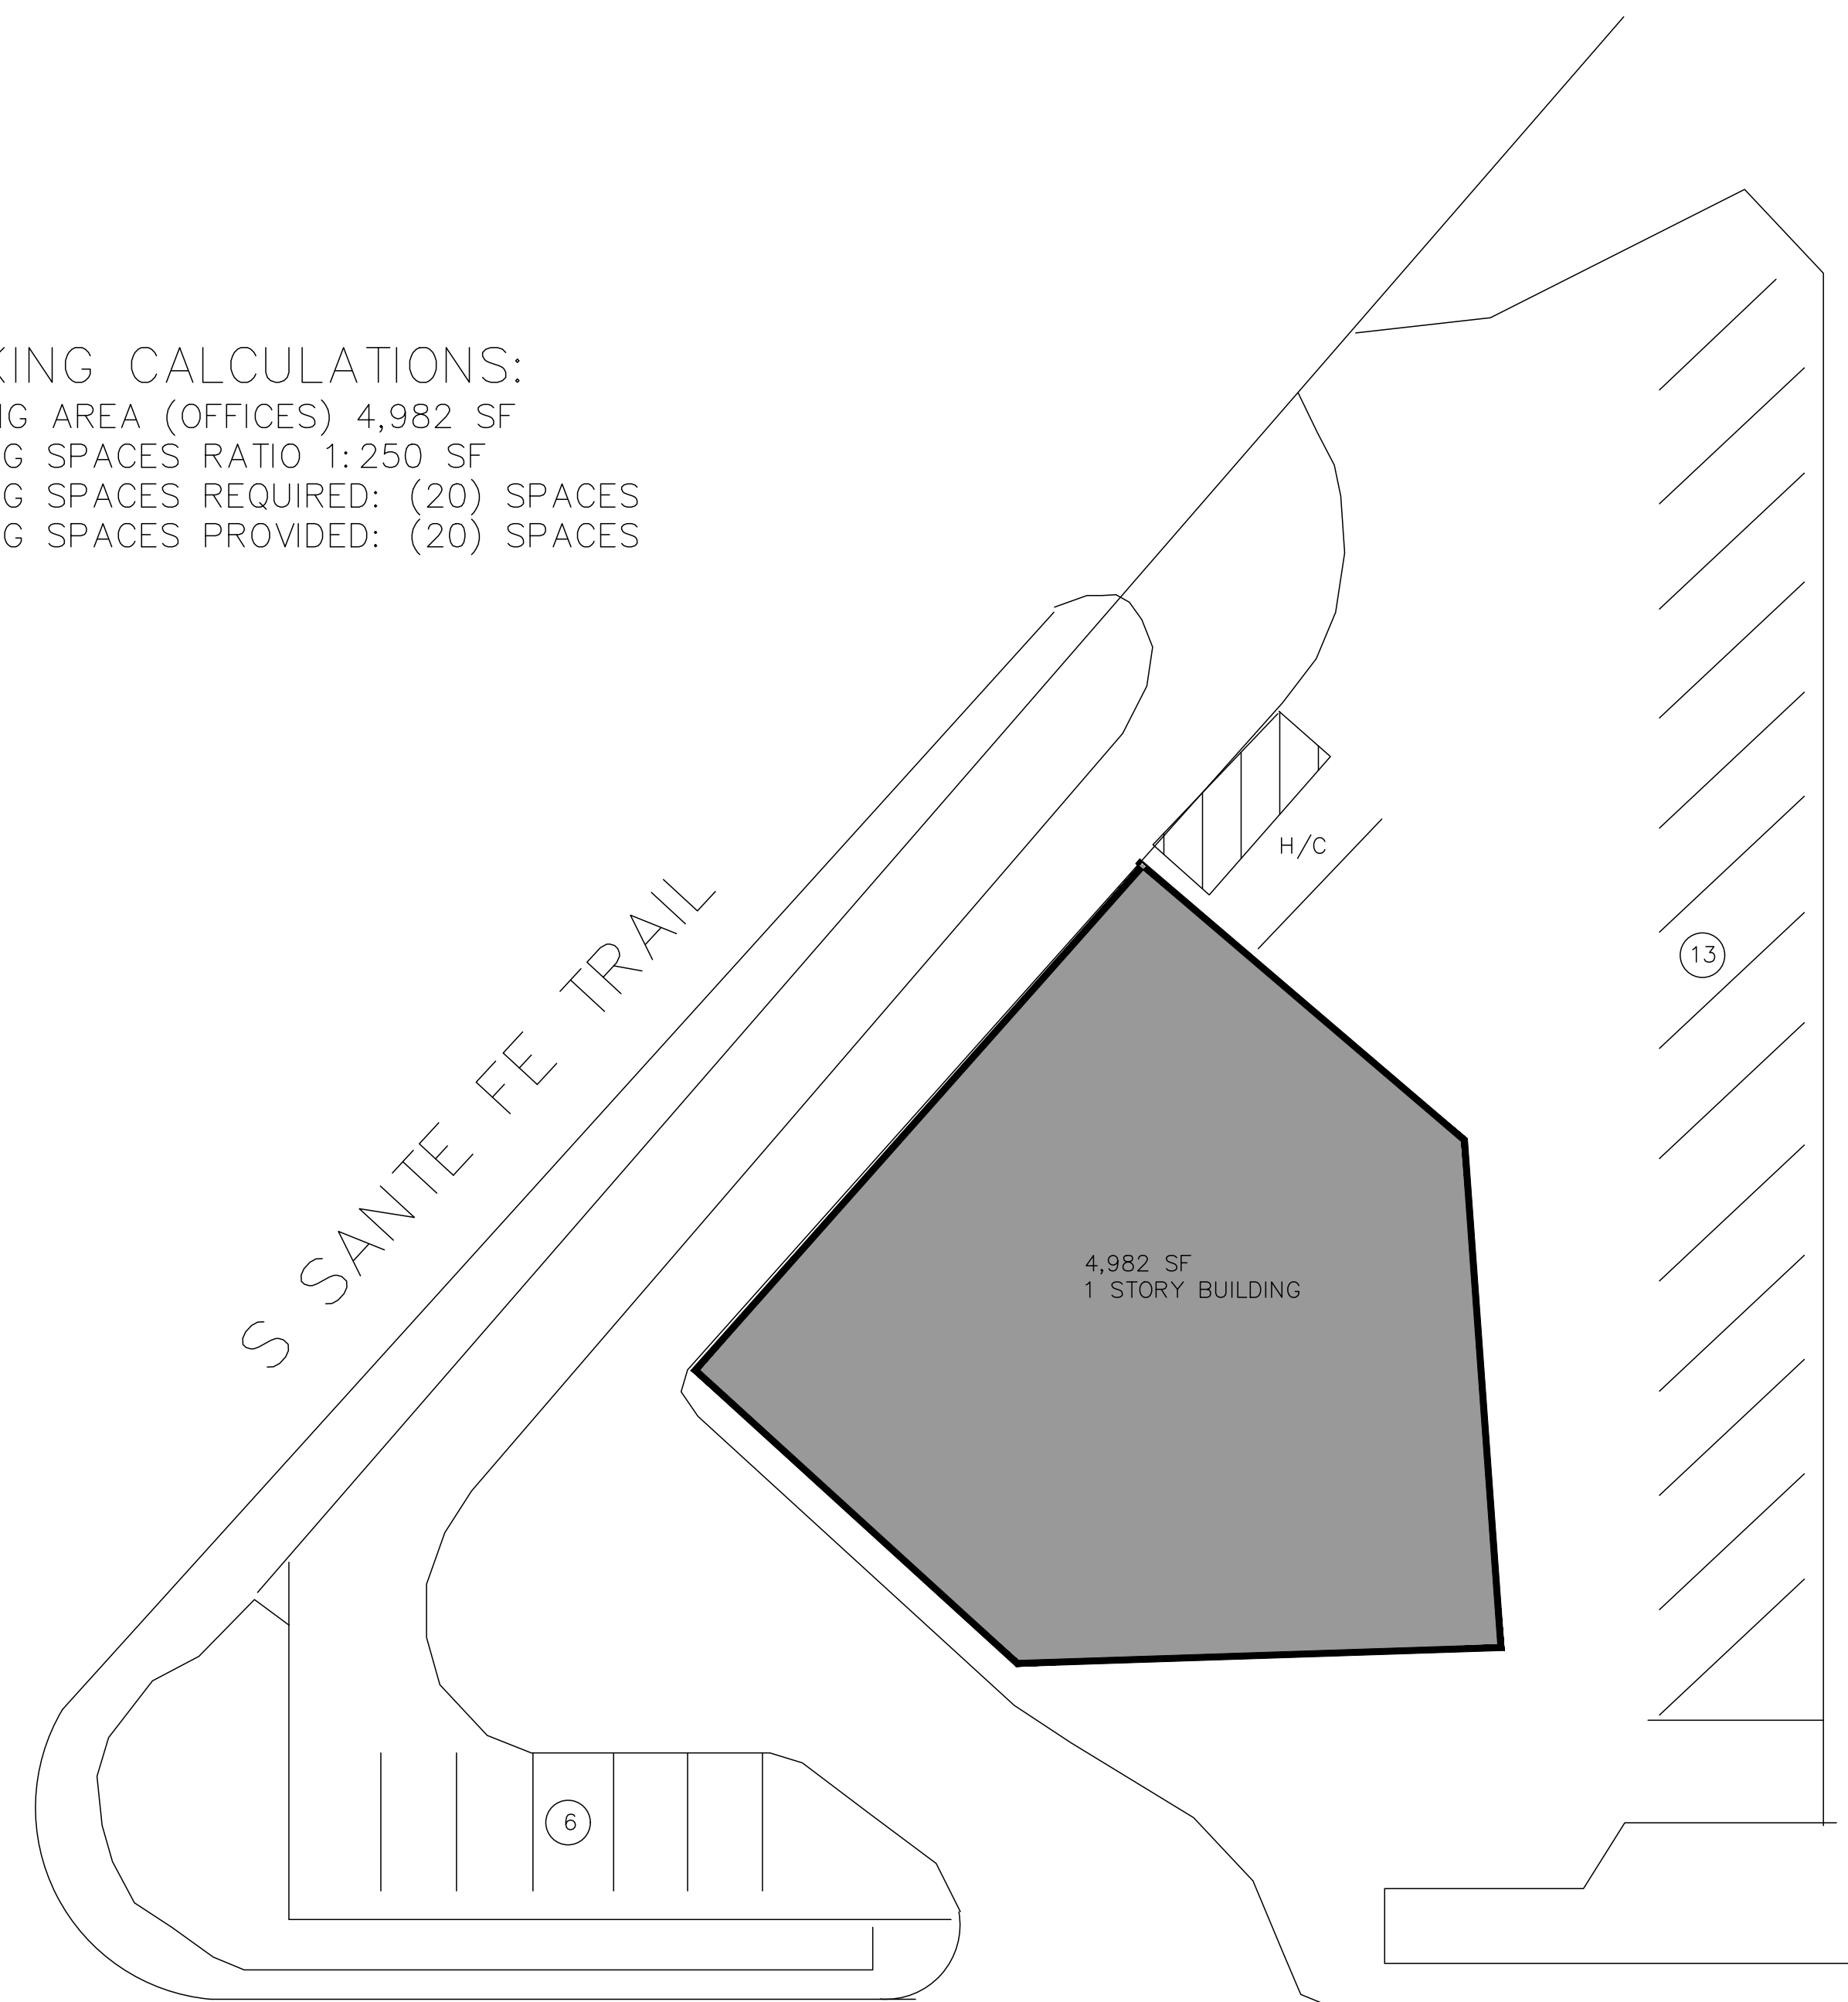 KING CALCULATIONS:
G AREA (OFFICES) 4,982 SF
G SPACES RATIO 1:250 SF
G SPACES REQUIRED: (20) SPACES
G SPACES PROVIDED: (20) SPACES
H/C
13
S SANTE FE TRAIL
4,982 SF
1 STORY BUILDING
6